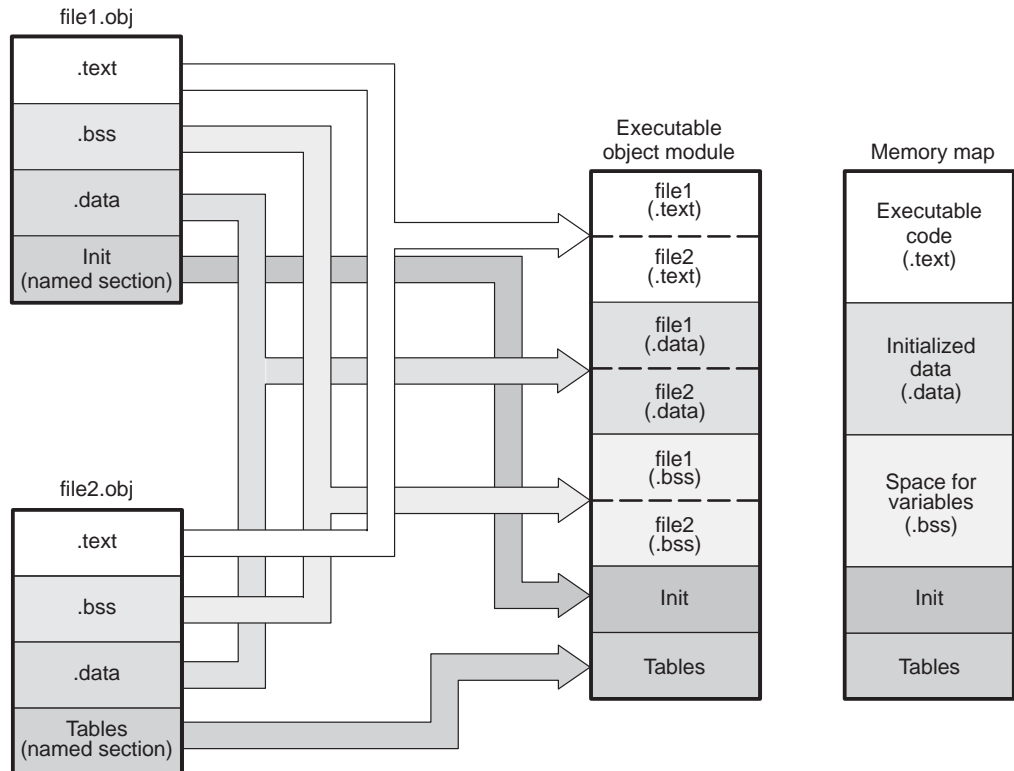 file1.obj
.text
.bss
.data
Init
(named section)
file2.obj
.text
.bss
.data
Tables
(named section)
Executable
object module
file1
(.text)
file2
(.text)
file1
(.data)
file2
(.data)
file1
(.bss)
file2
(.bss)
Init
Tables
Memory map
Executable
code
(.text)
Initialized
data
(.data)
Space for
variables
(.bss)
Init
Tables